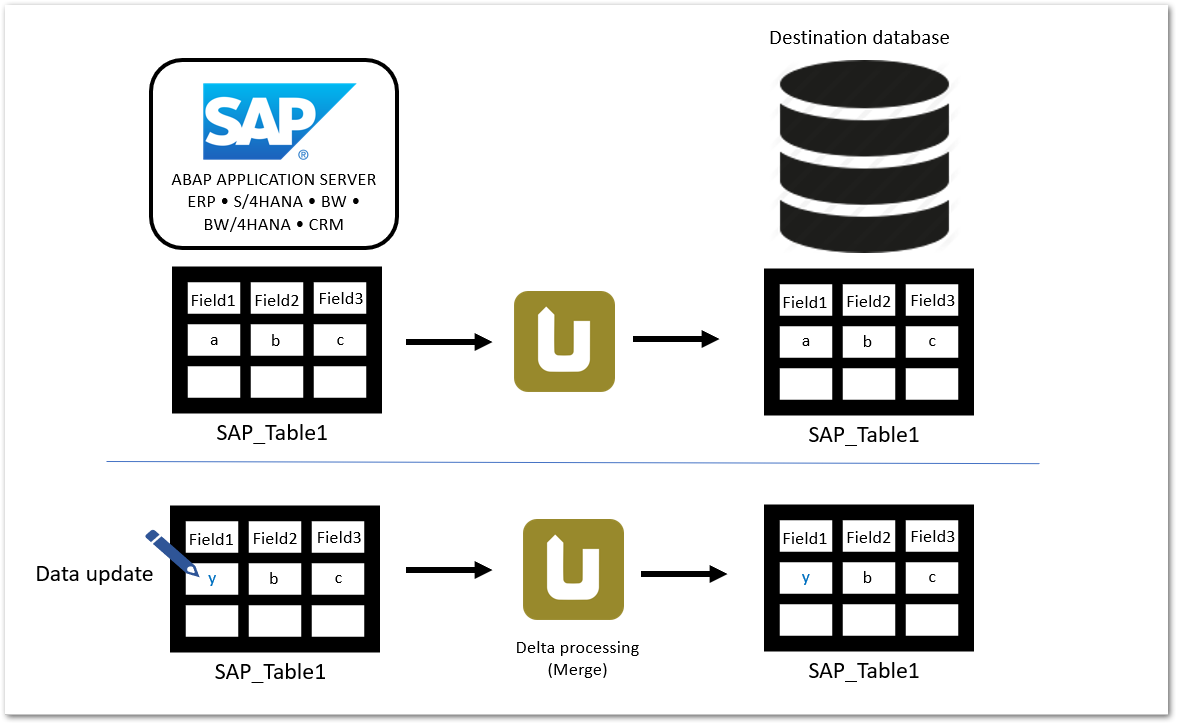 Destination database
SAP
®
ABAP APPLICATION SERVER
ERP • S/4HANA • BW •
BW/4HANA • CRM
Field1 Field2 Field3
a b c
SAP_Table1
Field1 Field2 Field3
a b c
SAP_Table1
Data update
Field1 Field2 Field3
y b c
SAP_Table1
Delta processing
(Merge)
Field1 Field2 Field3
y b c
SAP_Table1